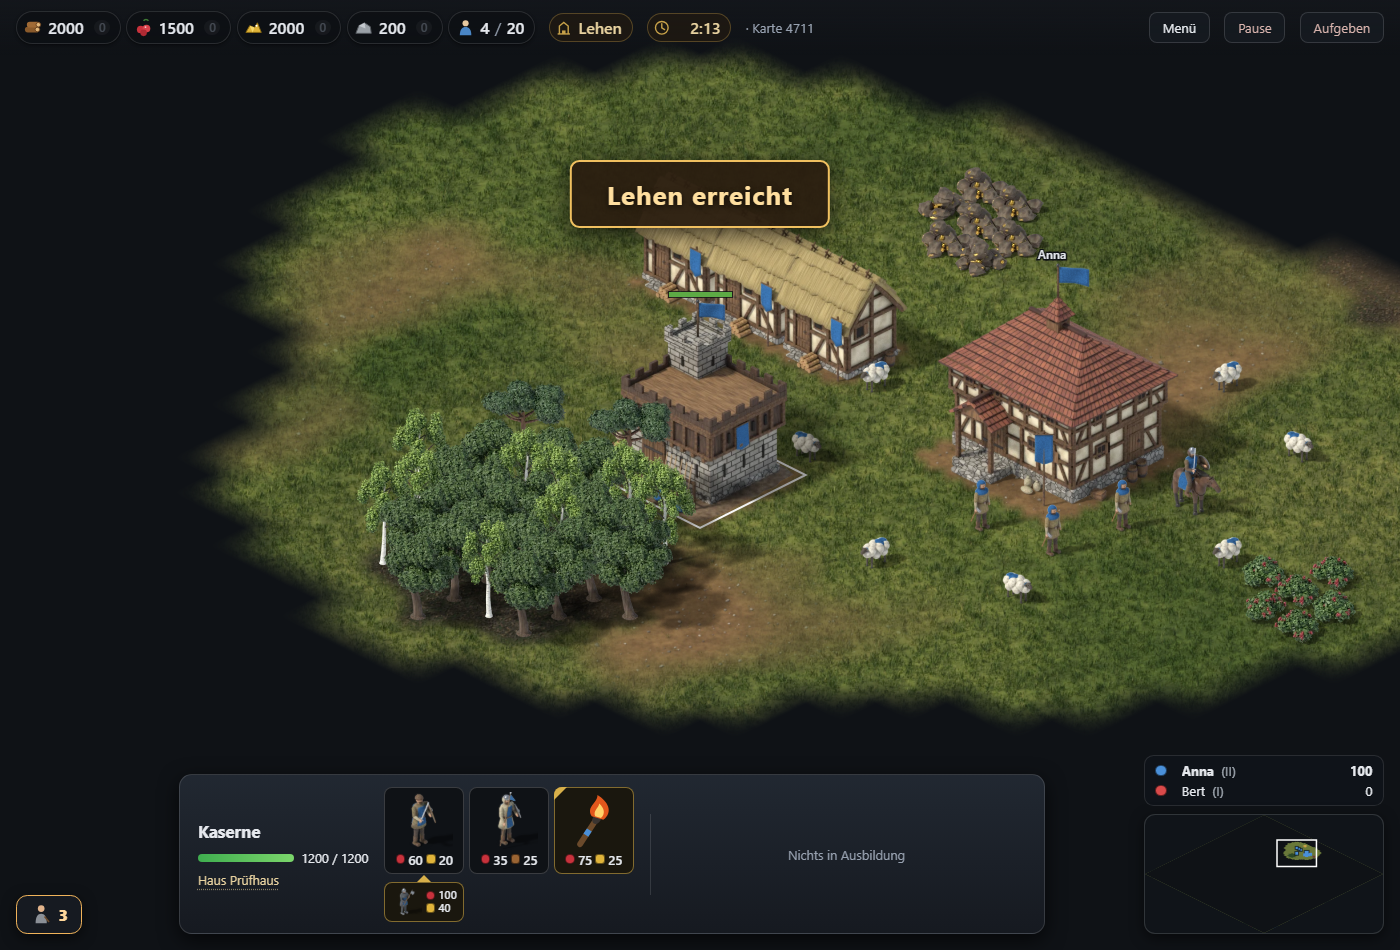 2000 0 1500 0 2000 0 200 0 4 / 20 Lehen 2:13 · Karte 4711 Menü Pause Aufgeben
Lehen erreicht
Anna
Kaserne
1200 / 1200
Haus Prüfhaus
60 20 35 25 75 25
100
40
Nichts in Ausbildung
Anna (II) 100
Bert (I) 0
3